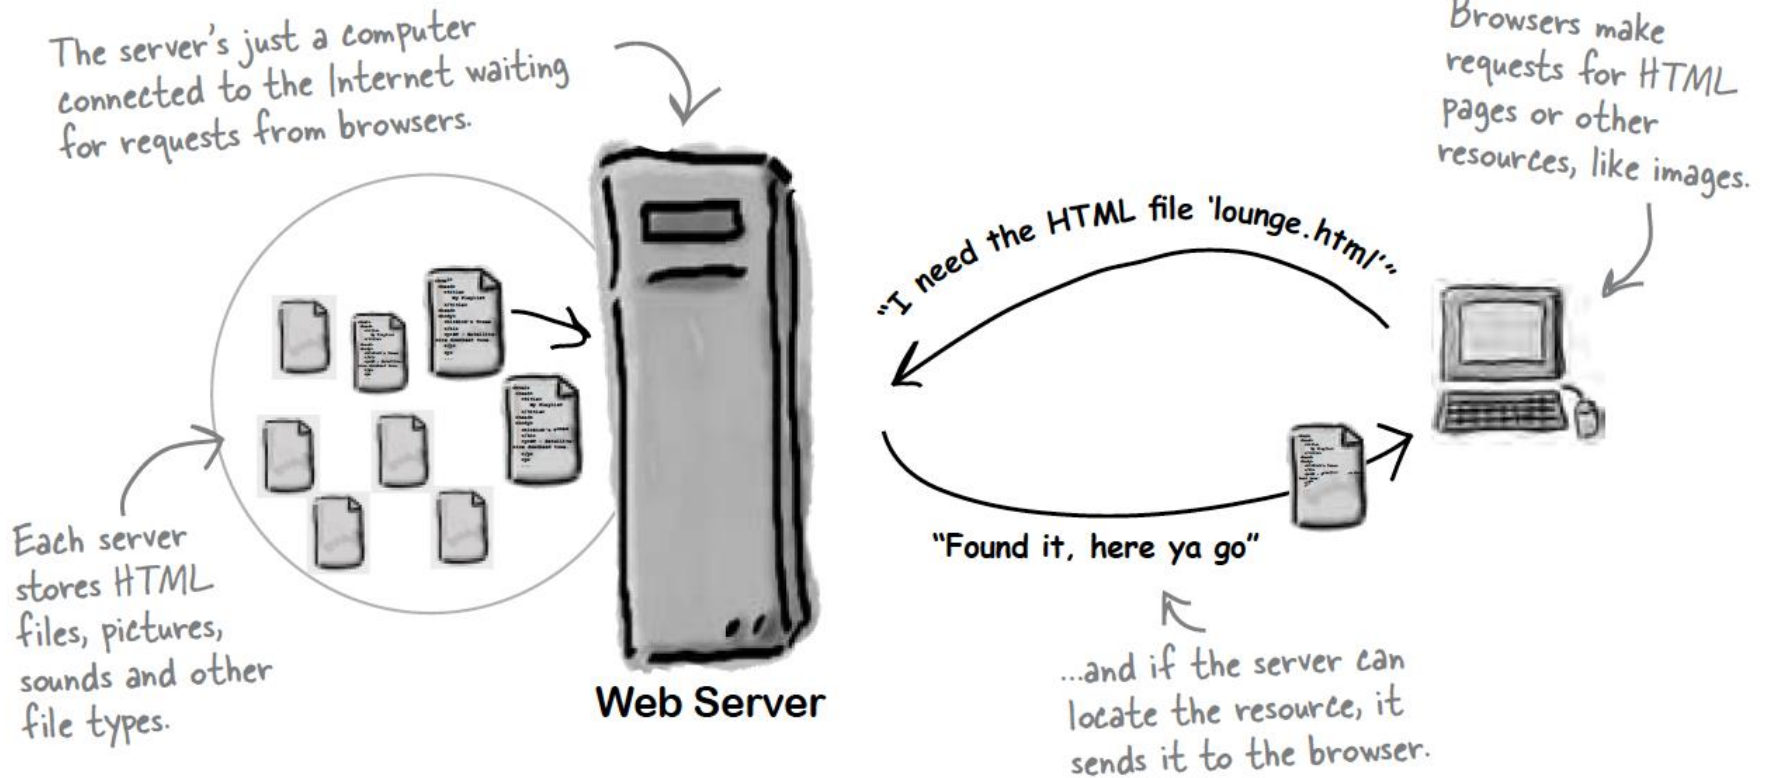 The server's just a computer
connected to the Internet waiting
for requests from browsers.
Browsers make
requests for HTML
pages or other
resources, like images.
“I need the HTML file ‘lounge.html’”
Each server
stores HTML
files, pictures,
sounds and other
file types.
“Found it, here ya go”
...and if the server can
locate the resource, it
sends it to the browser.
Web Server